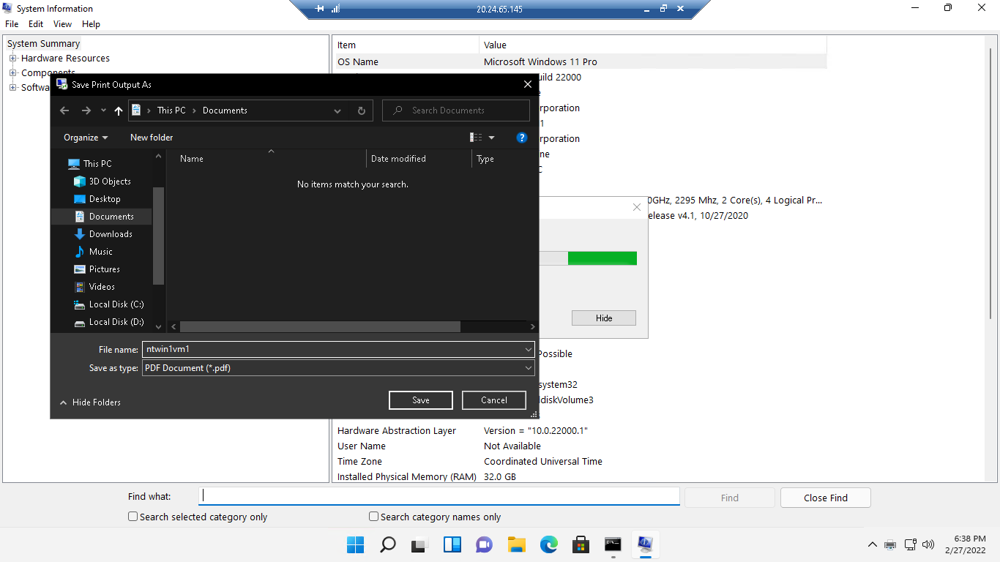 System Information
20.24.65.145
File Edit View Help
System Summary
Hardware Resources
Components
Softwa
Item Value
OS Name Microsoft Windows 11 Pro
uild 22000
rporation
1
rporation
ne
C
0GHz, 2295 Mhz, 2 Core(s), 4 Logical Pr...
elease v4.1, 10/27/2020
Save Print Output As
This PC > Documents
Search Documents
Organize New folder
?
Name Date modified Type
No items match your search.
This PC
3D Objects
Desktop
Documents
Downloads
Music
Pictures
Videos
Local Disk (C:)
Local Disk (D:)
File name: ntwin1vm1
Save as type: PDF Document (*.pdf)
Hide Folders
Save Cancel
Hide
Possible
system32
ldiskVolume3
Hardware Abstraction Layer Version = "10.0.22000.1"
User Name Not Available
Time Zone Coordinated Universal Time
Installed Physical Memory (RAM) 32.0 GB
Find what:
Find Close Find
Search selected category only
Search category names only
6:38 PM
2/27/2022